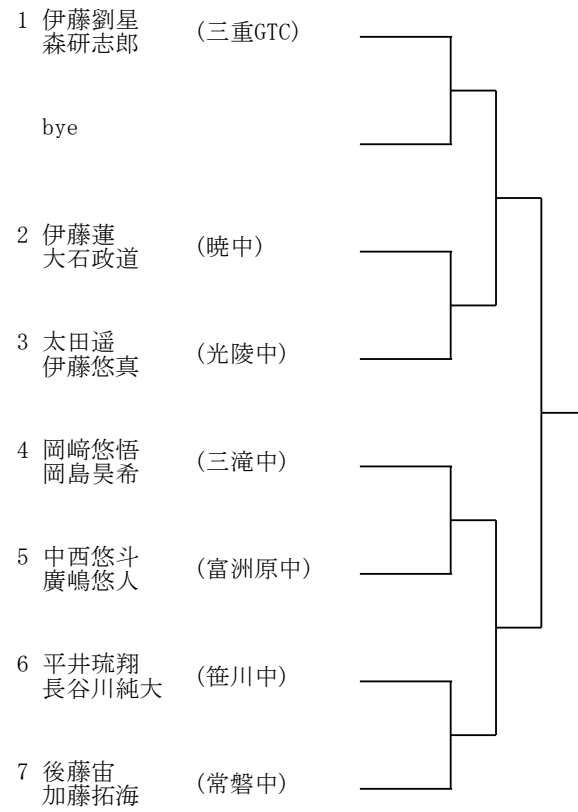 1 伊藤劉星
森研志郎 (三重GTC)
bye
2 伊藤蓮
大石政道 (暁中)
3 太田遥
伊藤悠真 (光陵中)
4 岡﨑悠悟
岡島昊希 (三滝中)
5 中西悠斗
廣嶋悠人 (富洲原中)
6 平井琉翔
長谷川純大 (笹川中)
7 後藤宙
加藤拓海 (常磐中)